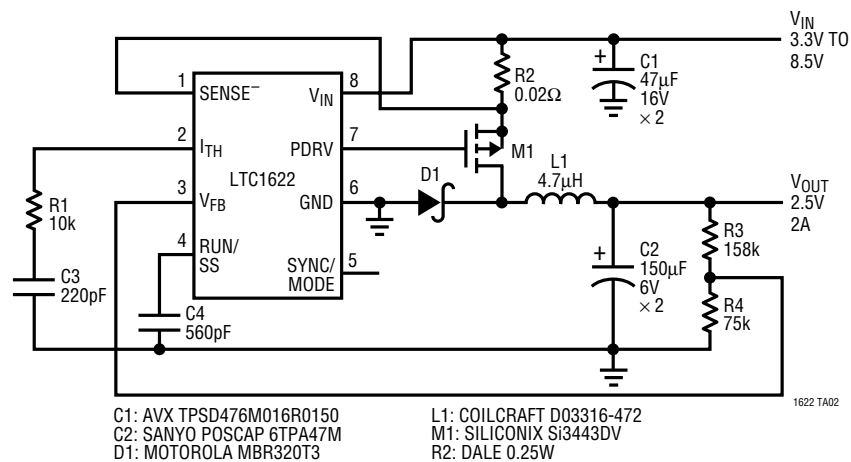 V_IN
3.3V TO
8.5V
1
SENSE⁻
V_IN
8
R2
0.02Ω
+
C1
47µF
16V
× 2
2
I_TH
PDRV
7
M1
LTC1622
D1
L1
4.7µH
V_OUT
2.5V
2A
R1
10k
3
V_FB
GND
6
R3
158k
4
RUN/
SS
SYNC/
MODE
5
+
C2
150µF
6V
× 2
C3
220pF
C4
560pF
R4
75k
1622 TA02
C1: AVX TPSD476M016R0150
C2: SANYO POSCAP 6TPA47M
D1: MOTOROLA MBR320T3
L1: COILCRAFT D03316-472
M1: SILICONIX Si3443DV
R2: DALE 0.25W